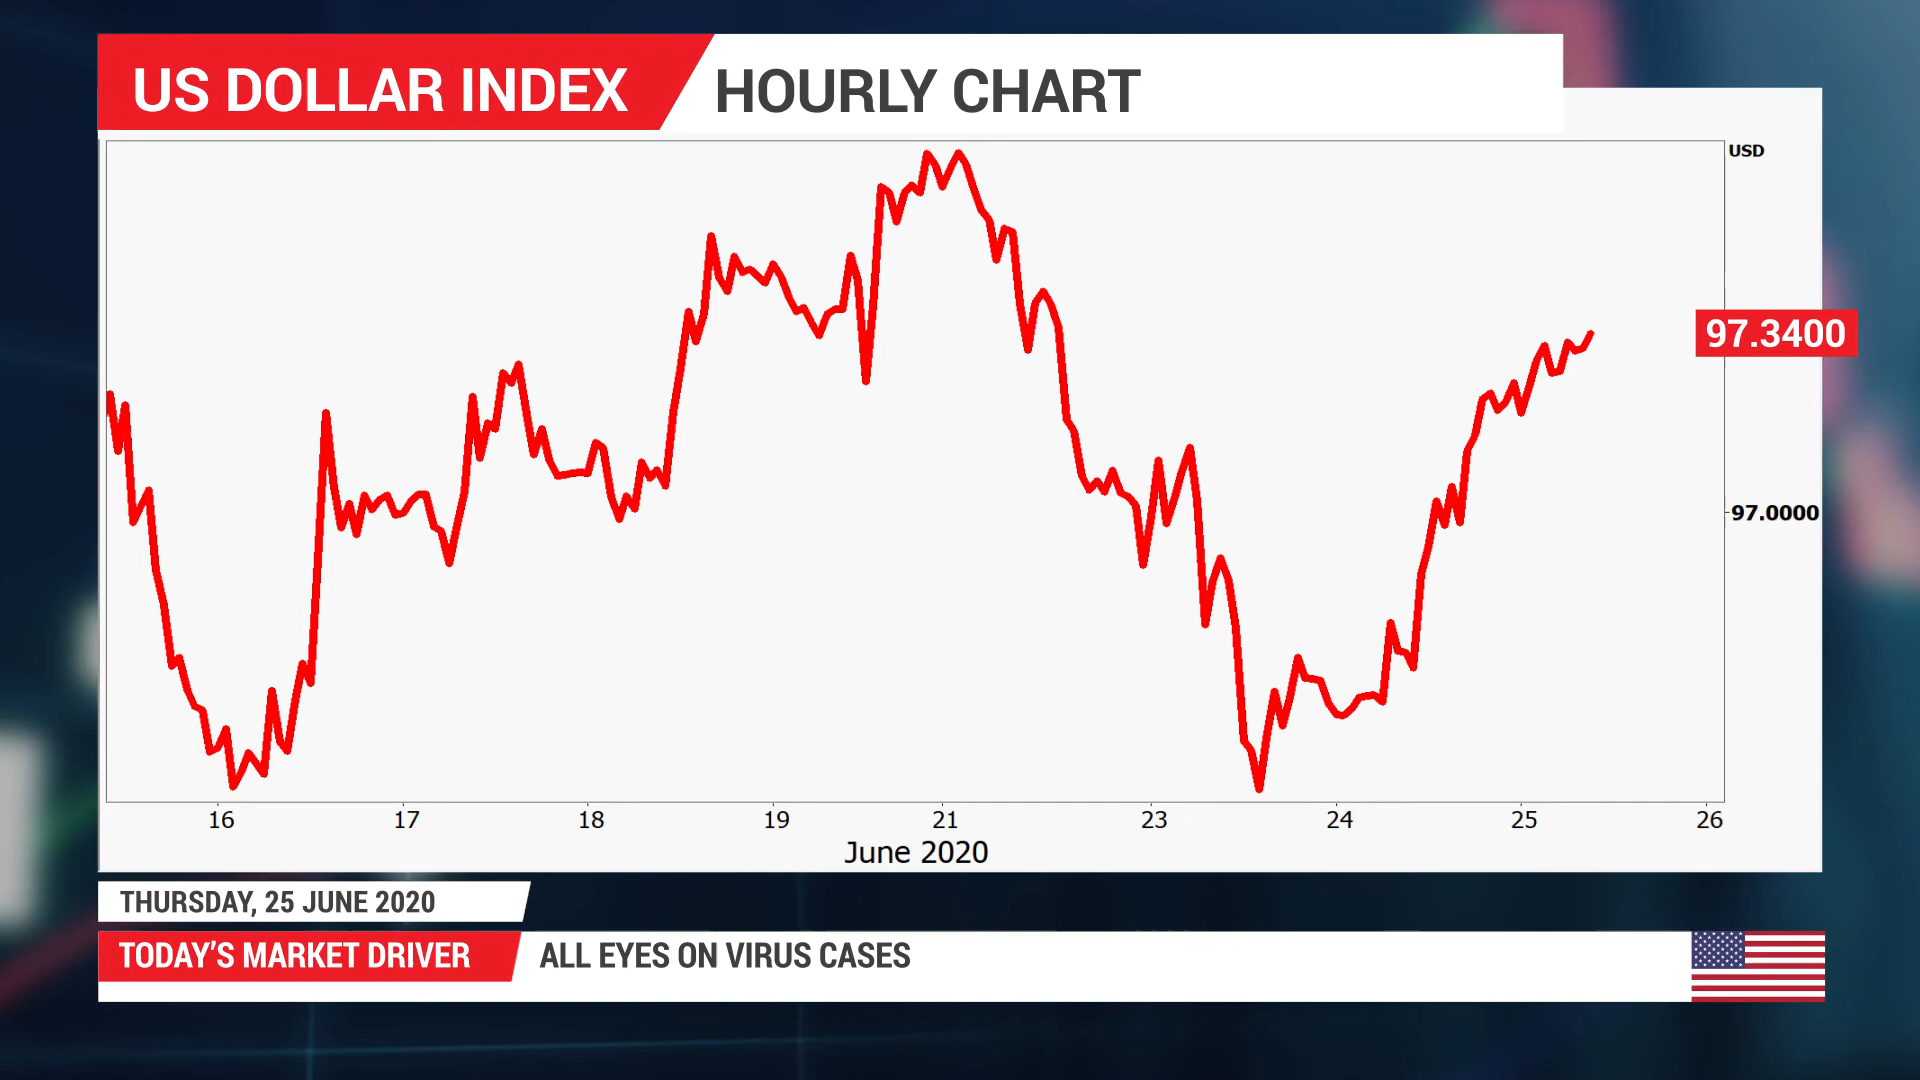 US DOLLAR INDEX HOURLY CHART
USD
97.3400
97.0000
16 17 18 19 21 23 24 25 26
June 2020
THURSDAY, 25 JUNE 2020
TODAY'S MARKET DRIVER ALL EYES ON VIRUS CASES